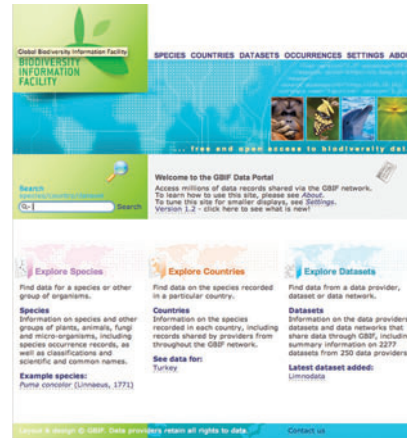 Global Biodiversity Information Facility
BIODIVERSITY
INFORMATION
FACILITY
SPECIES COUNTRIES DATASETS OCCURRENCES SETTINGS ABOU
... free and open access to biodiversity dat
Search
species/country/dataset
Search
Welcome to the GBIF Data Portal
Access millions of data records shared via the GBIF network.
To learn how to use this site, please see About.
To tune this site for smaller displays, see Settings.
Version 1.2 - click here to see what is new!
Explore Species
Find data for a species or other
group of organisms.
Species
Information on species and other
groups of plants, animals, fungi
and micro-organisms, including
species occurrence records, as
well as classifications and
scientific and common names.
Example species:
Puma concolor (Linnaeus, 1771)
Explore Countries
Find data on the species recorded
in a particular country.
Countries
Information on the species
recorded in each country, including
records shared by providers from
throughout the GBIF network.
See data for:
Turkey
Explore Datasets
Find data from a data provider,
dataset or data network.
Datasets
Information on the data providers
datasets and data networks that
share data through GBIF, includin
summary information on 2277
datasets from 250 data providers
Latest dataset added:
Limnodata
Layout & design © GBIF. Data providers retain all rights to data.
Contact us